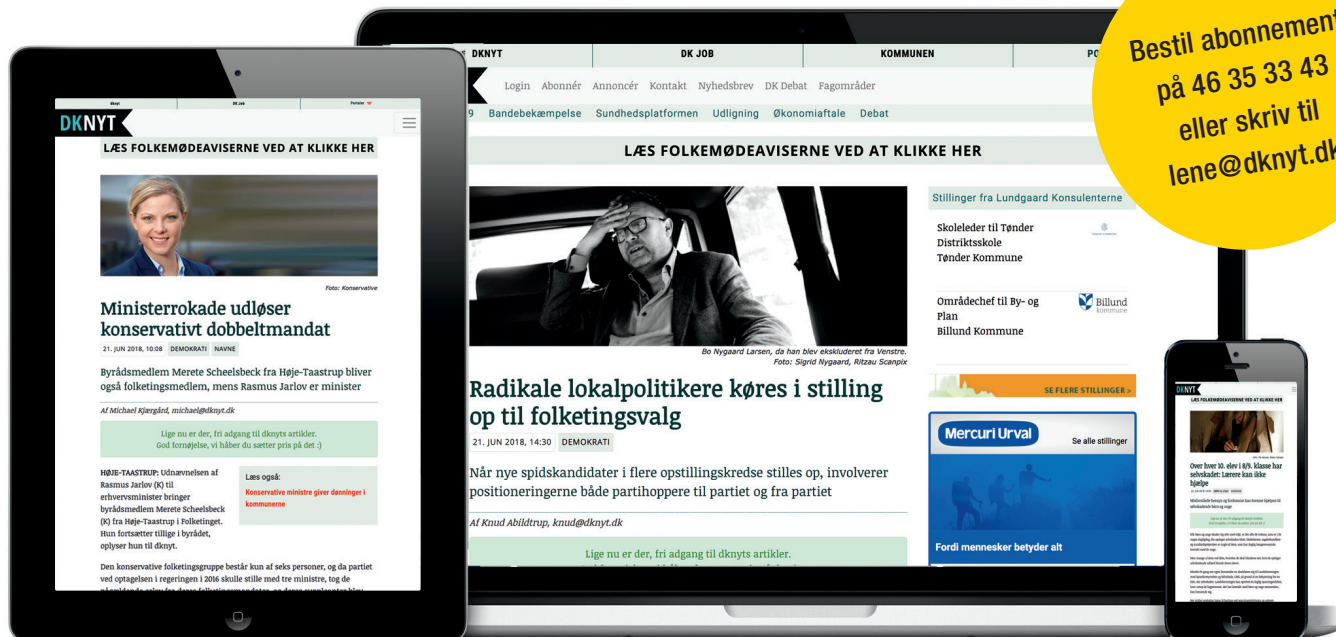 Bestil abonnement
på 46 35 33 43
eller skriv til
lene@dknyt.dk
dknyt
DK Job
Portaler
DKNYT
LÆS FOLKEMØDEAVISERNE VED AT KLIKKE HER
Foto: Konservative
Ministerrokade udløser
konservativt dobbeltmandat
21. JUN 2018, 10:08 DEMOKRATI NAVNE
Byrådsmedlem Merete Scheelsbeck fra Høje-Taastrup bliver
også folketingsmedlem, mens Rasmus Jarlov er minister
Af Michael Kjærgård, michael@dknyt.dk
Lige nu er der, fri adgang til dknyts artikler.
God fornøjelse, vi håber du sætter pris på det :)
HØJE-TAASTRUP: Udnævnelsen af
Rasmus Jarlov (K) til
erhvervsminister bringer
byrådsmedlem Merete Scheelsbeck
(K) fra Høje-Taastrup i Folketinget.
Hun fortsætter tillige i byrådet,
oplyser hun til dknyt.
Læs også:
Konservative ministre giver dønninger i
kommunerne
Den konservative folketingsgruppe består kun af seks personer, og da partiet
ved optagelsen i regeringen i 2016 skulle stille med tre ministre, tog de
DKNYT
DK JOB
KOMMUNEN
PO
Login Abonnér Annoncér Kontakt Nyhedsbrev DK Debat Fagområder
9 Bandebekæmpelse Sundhedsplatformen Udligning Økonomiaftale Debat
LÆS FOLKEMØDEAVISERNE VED AT KLIKKE HER
Bo Nygaard Larsen, da han blev ekskluderet fra Venstre.
Foto: Sigrid Nygaard, Ritzau Scanpix
Radikale lokalpolitikere køres i stilling
op til folketingsvalg
21. JUN 2018, 14:30 DEMOKRATI
Når nye spidskandidater i flere opstillingskredse stilles op, involverer
positioneringerne både partihoppere til partiet og fra partiet
Af Knud Abildtrup, knud@dknyt.dk
Lige nu er der, fri adgang til dknyts artikler.
Stillinger fra Lundgaard Konsulenterne
Skoleleder til Tønder
Distriktsskole
Tønder Kommune
Områdechef til By- og
Plan
Billund Kommune
Billund
kommune
SE FLERE STILLINGER >
Mercuri Urval
Se alle stillinger
Fordi mennesker betyder alt
DKNYT
LÆS FOLKEMØDEAVISERNE VED AT KLIKKE HER
Over hver 10. elev i 8/9. klasse har
selvskadet: Lærere kan ikke
hjælpe